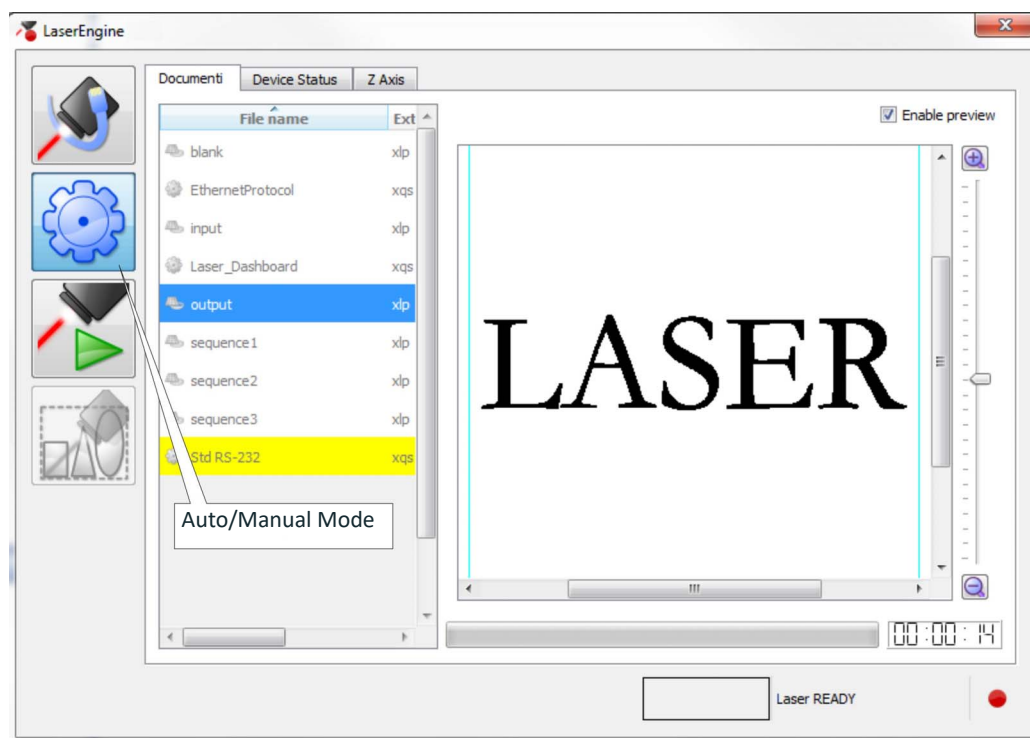 LaserEngine
Documenti Device Status Z Axis
File name Ext
Enable preview
blank xlp
EthernetProtocol xqs
input xlp
Laser_Dashboard xqs
output xlp
sequence1 xlp
sequence2 xlp
sequence3 xlp
Std RS-232 xqs
LASER
Auto/Manual Mode
00:00:14
Laser READY